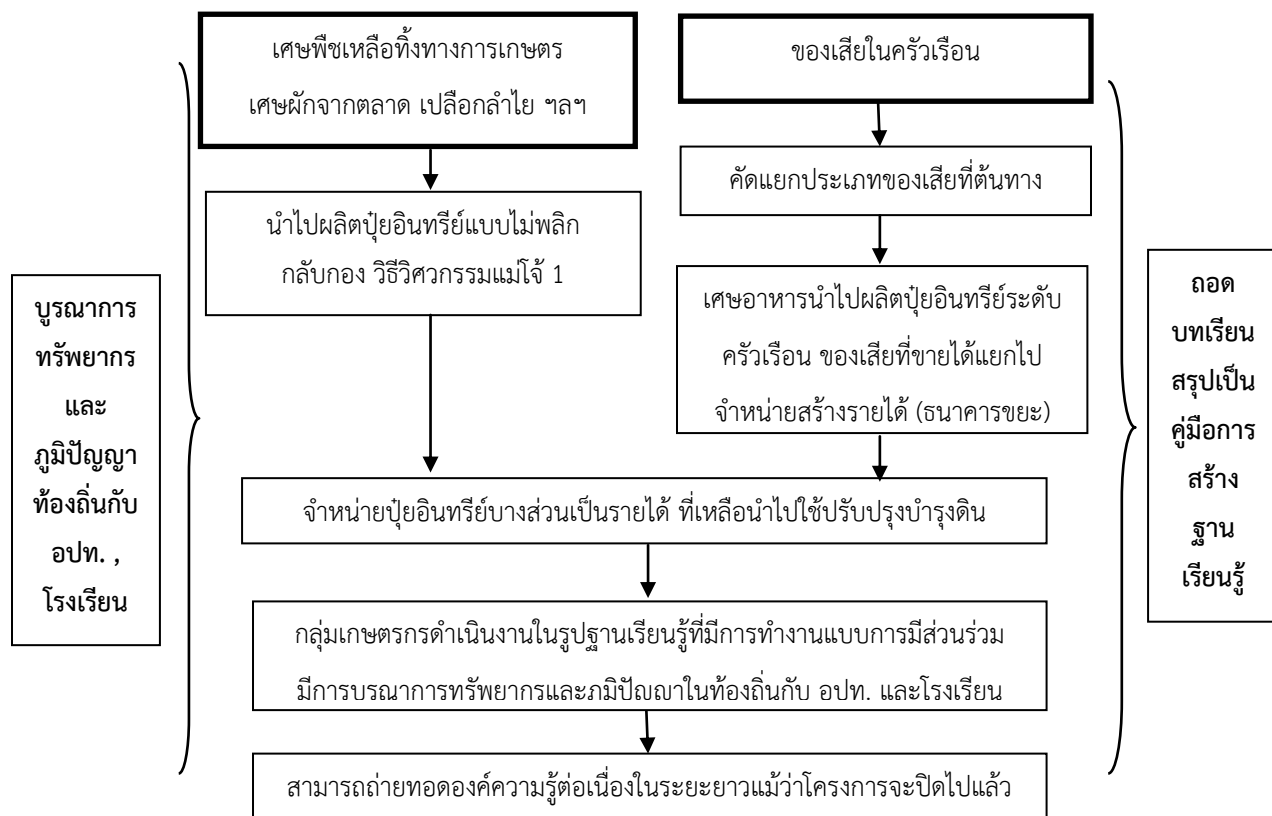 เศษพืชเหลือทิ้งทางการเกษตร
เศษผักจากตลาด เปลือกลำไย ฯลฯ
ของเสียในครัวเรือน
คัดแยกประเภทของเสียที่ต้นทาง
นำไปผลิตปุ๋ยอินทรีย์แบบไม่พลิก
กลับกอง วิธีวิศวกรรมแม่โจ้ 1
เศษอาหารนำไปผลิตปุ๋ยอินทรีย์ระดับ
ครัวเรือน ของเสียที่ขายได้แยกไป
จำหน่ายสร้างรายได้ (ธนาคารขยะ)
บูรณาการ
ทรัพยากร
และ
ภูมิปัญญา
ท้องถิ่นกับ
อปท. ,
โรงเรียน
ถอด
บทเรียน
สรุปเป็น
คู่มือการ
สร้าง
ฐาน
เรียนรู้
จำหน่ายปุ๋ยอินทรีย์บางส่วนเป็นรายได้ ที่เหลือนำไปใช้ปรับปรุงบำรุงดิน
กลุ่มเกษตรกรดำเนินงานในรูปฐานเรียนรู้ที่มีการทำงานแบบการมีส่วนร่วม
มีการบูรณาการทรัพยากรและภูมิปัญญาในท้องถิ่นกับ อปท. และโรงเรียน
สามารถถ่ายทอดองค์ความรู้ต่อเนื่องในระยะยาวแม้ว่าโครงการจะปิดไปแล้ว